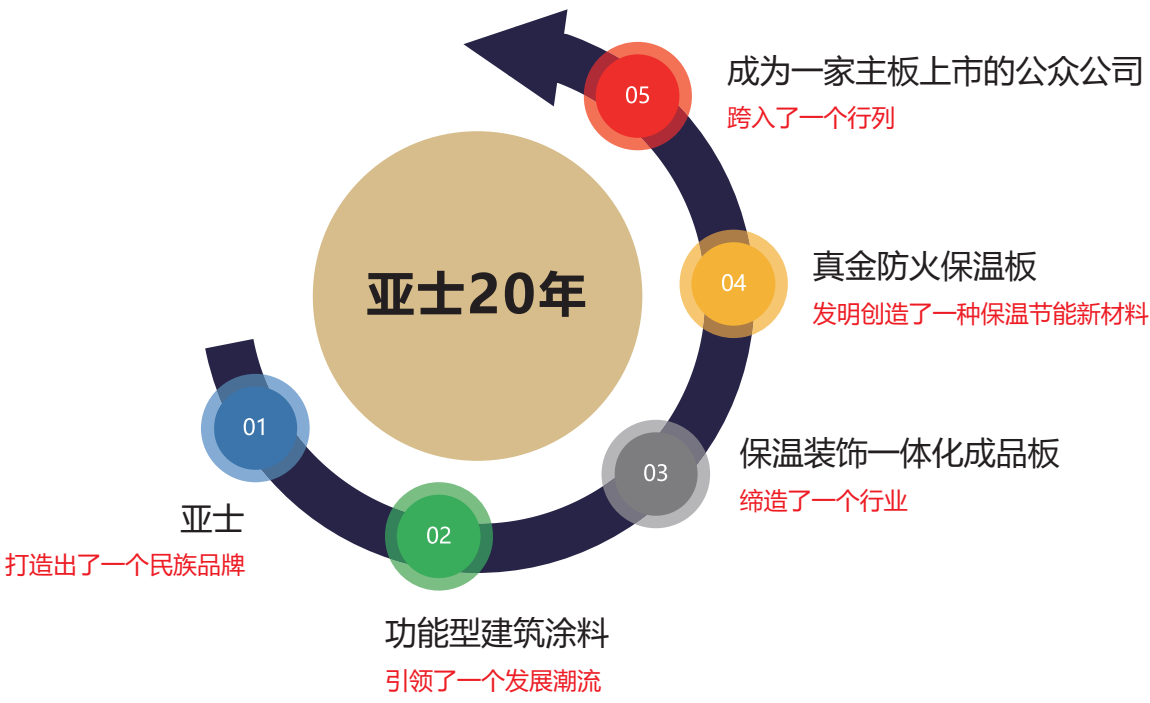 亚士20年
01
亚士
打造出了一个民族品牌
02
功能型建筑涂料
引领了一个发展潮流
03
保温装饰一体化成品板
缔造了一个行业
04
真金防火保温板
发明创造了一种保温节能新材料
05
成为一家主板上市的公众公司
跨入了一个行列